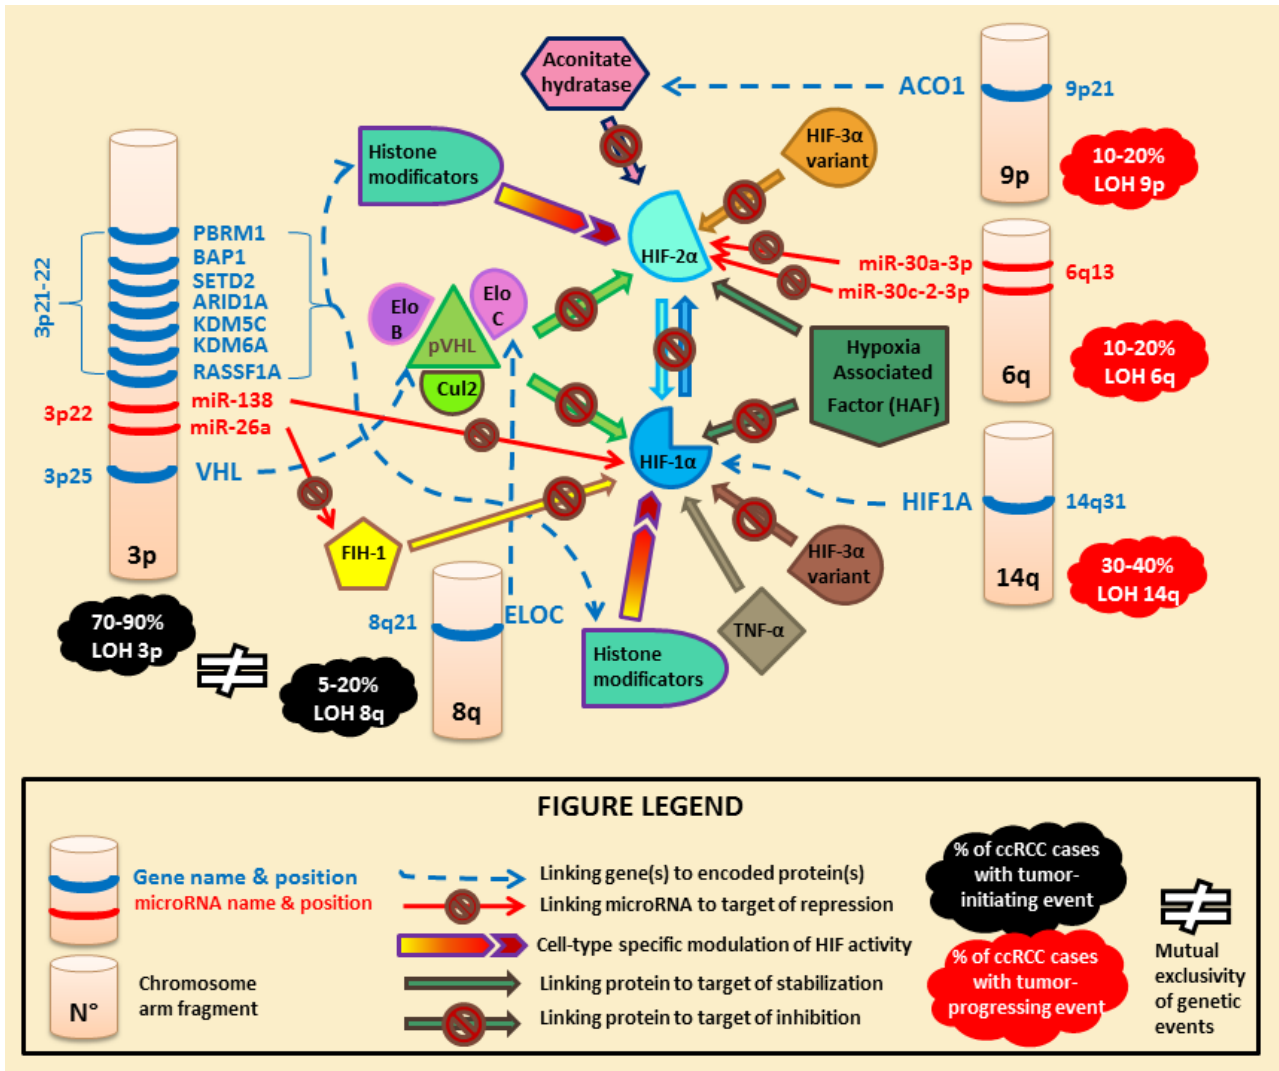 Aconitate
hydratase
ACO1
9p21
9p
10-20%
LOH 9p
HIF-3α
variant
Histone
modificators
HIF-2α
miR-30a-3p
miR-30c-2-3p
6q13
6q
10-20%
LOH 6q
3p21-22
PBRM1
BAP1
SETD2
ARID1A
KDM5C
KDM6A
RASSF1A
3p22
miR-138
miR-26a
3p25
VHL
3p
70-90%
LOH 3p
Elo
B
Elo
C
pVHL
Cul2
Hypoxia
Associated
Factor (HAF)
HIF-1α
HIF1A
14q31
14q
30-40%
LOH 14q
FIH-1
HIF-3α
variant
TNF-α
Histone
modificators
8q21
ELOC
8q
5-20%
LOH 8q
FIGURE LEGEND
Gene name & position
microRNA name & position
N°
Chromosome
arm fragment
Linking gene(s) to encoded protein(s)
Linking microRNA to target of repression
Cell-type specific modulation of HIF activity
Linking protein to target of stabilization
Linking protein to target of inhibition
% of ccRCC cases
with tumor-
initiating event
% of ccRCC cases
with tumor-
progressing event
Mutual
exclusivity
of genetic
events